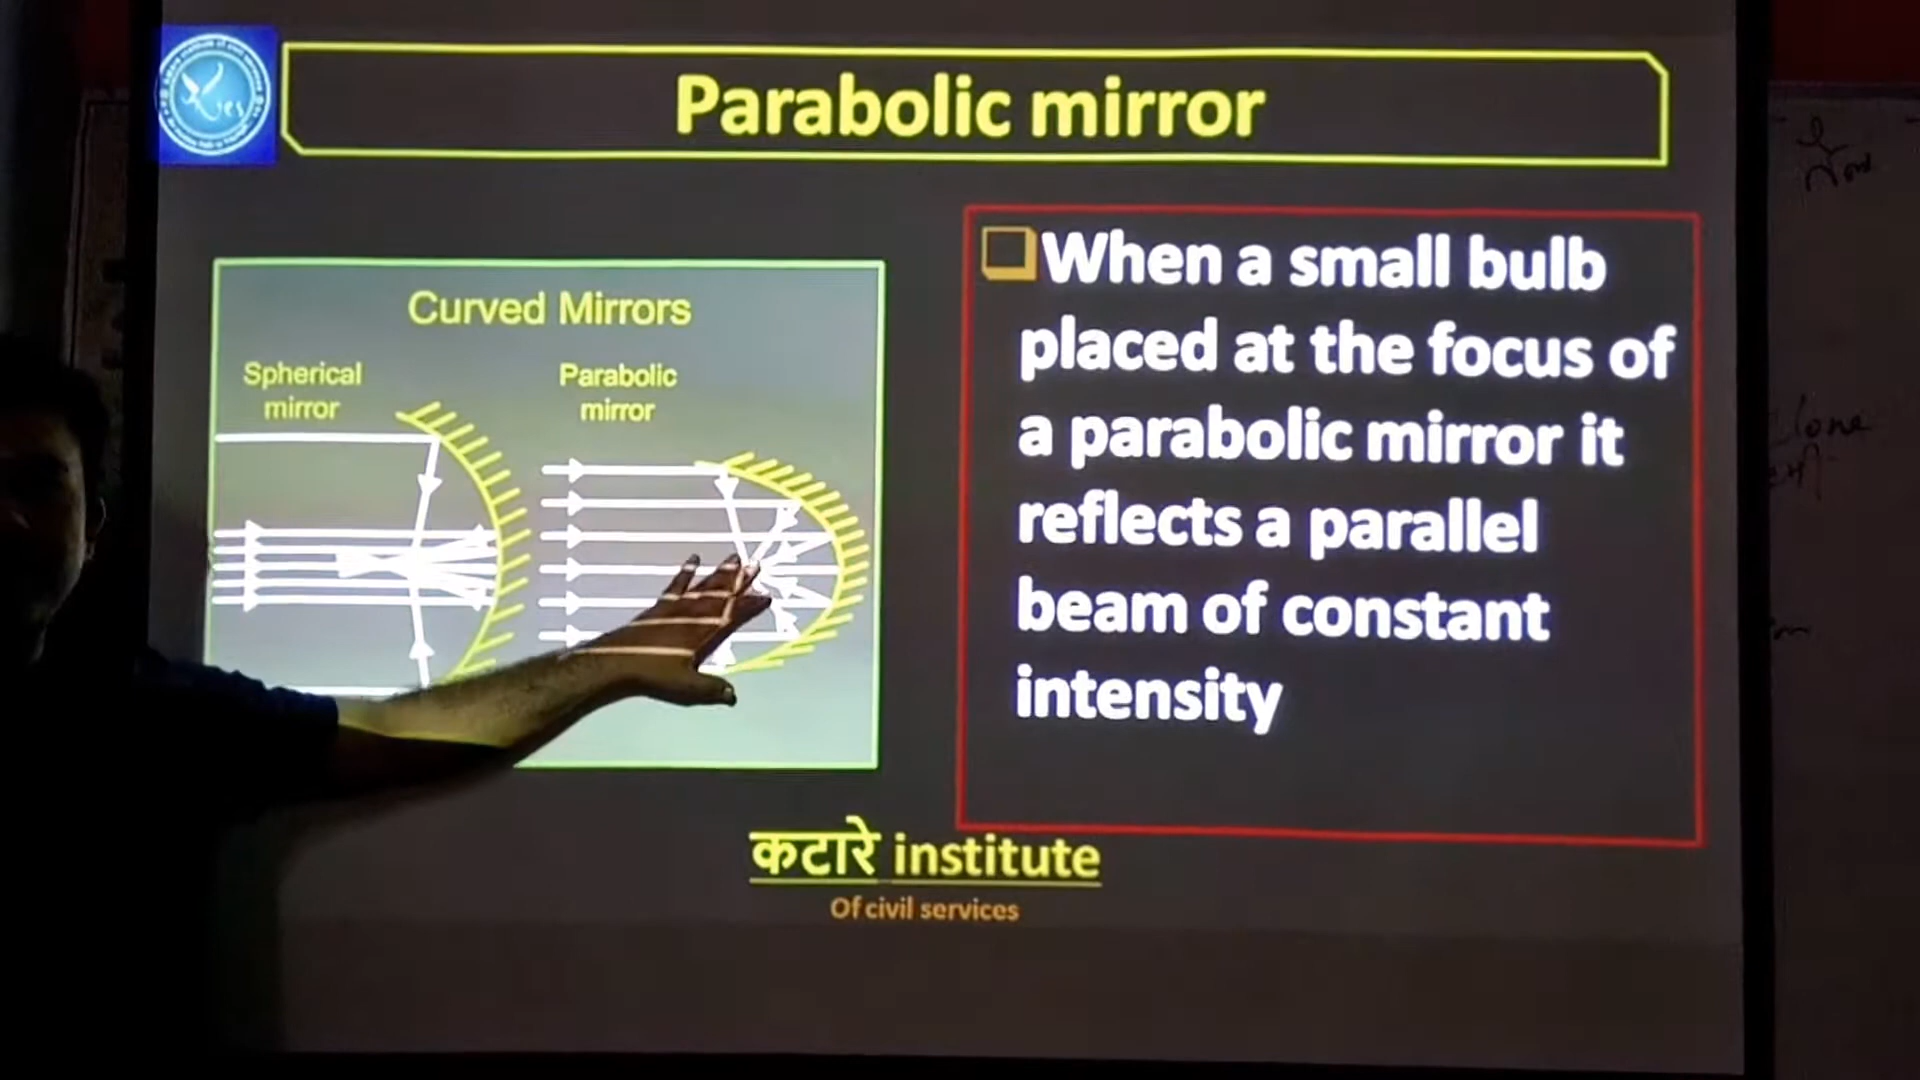 Parabolic mirror
Curved Mirrors
Spherical
mirror
Parabolic
mirror
When a small bulb
placed at the focus of
a parabolic mirror it
reflects a parallel
beam of constant
intensity
कटारे institute
Of civil services